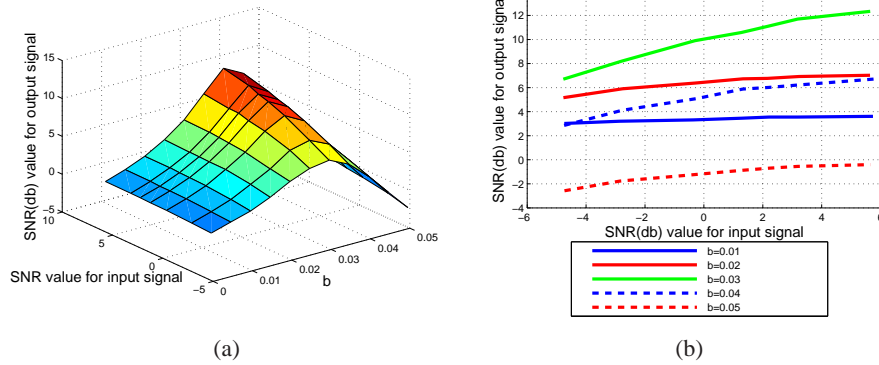 15
10
5
0
−5
SNR(db) value for output signal
10
5
0
−5
SNR value for input signal
0
0.01
0.02
0.03
0.04
0.05
b
(a)
12
10
8
6
4
2
0
−2
−4
SNR(db) value for output signal
−6
−4
−2
0
2
4
6
SNR(db) value for input signal
b=0.01
b=0.02
b=0.03
b=0.04
b=0.05
(b)